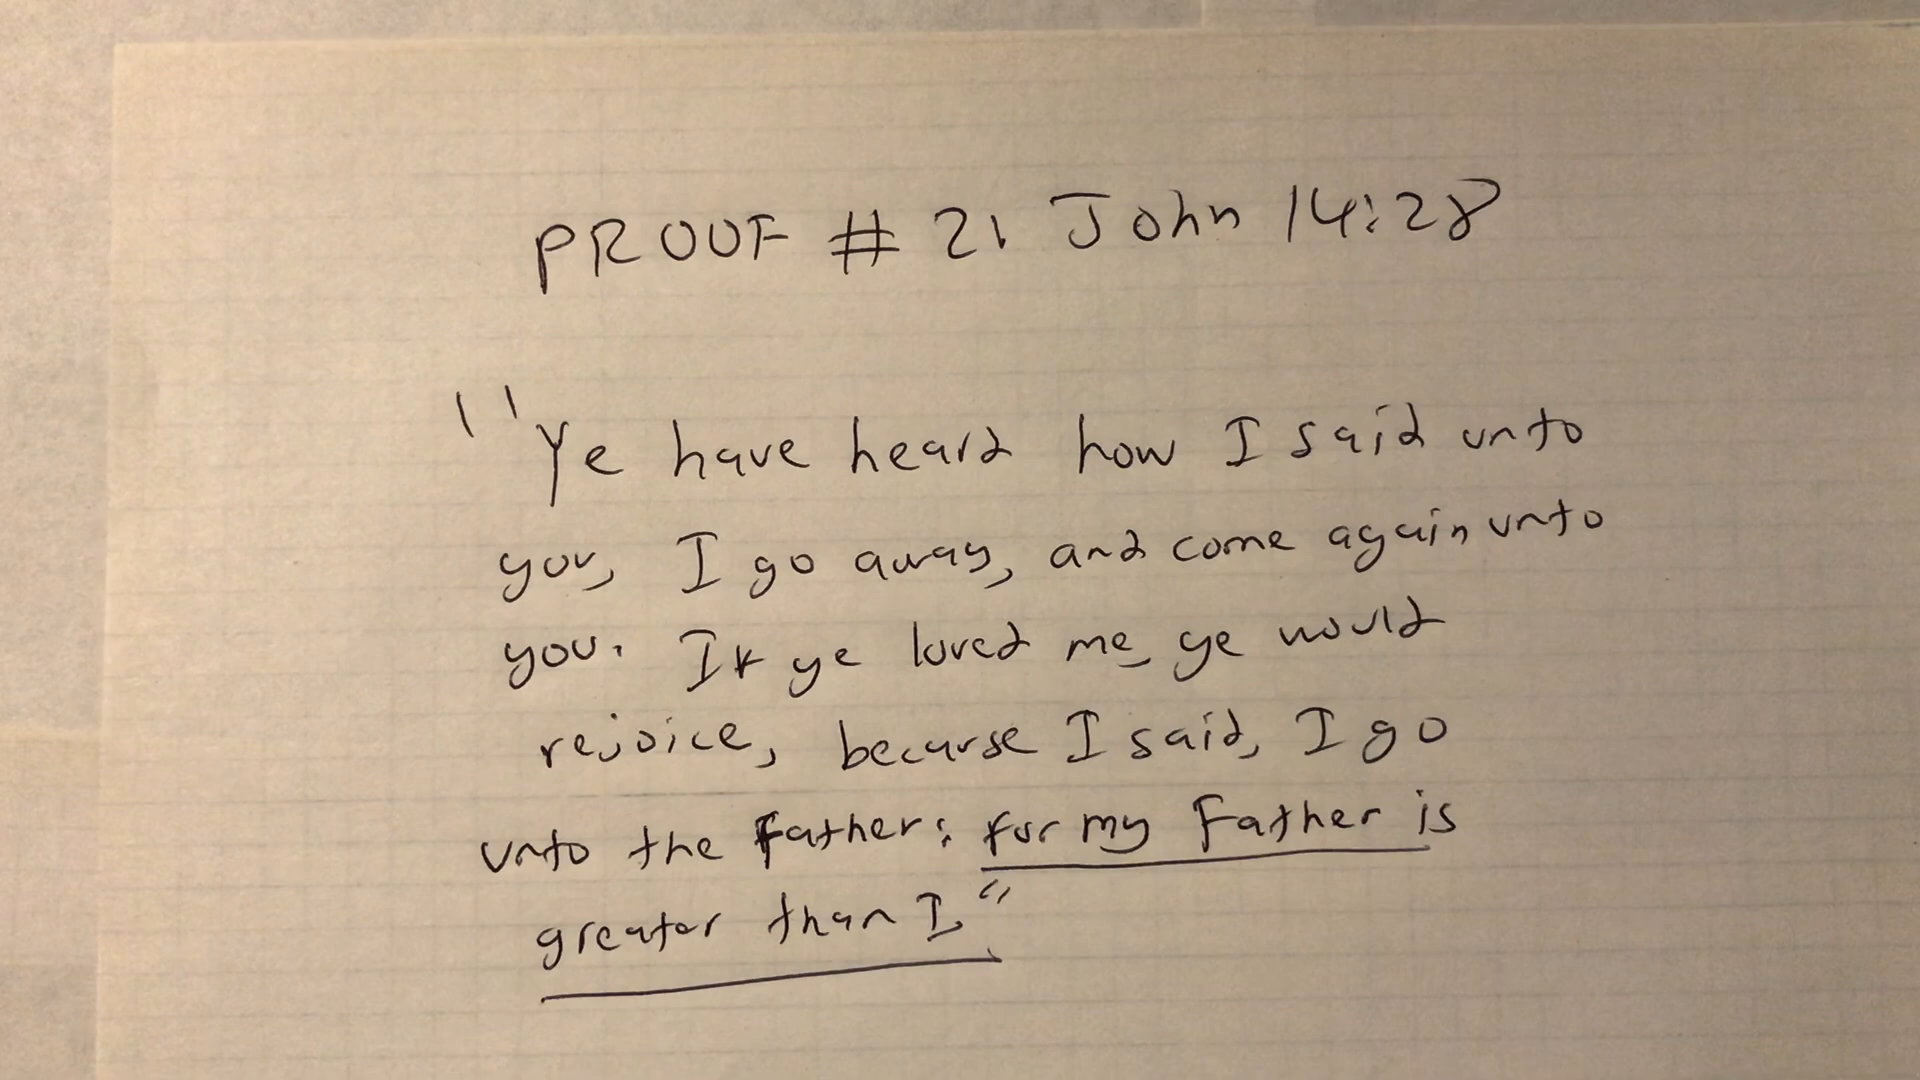 PROOF # 21 John 14:28
"Ye have heard how I said unto
you, I go away, and come again unto
you. If ye loved me, ye would
rejoice, because I said, I go
unto the Father: for my Father is
greater than I."